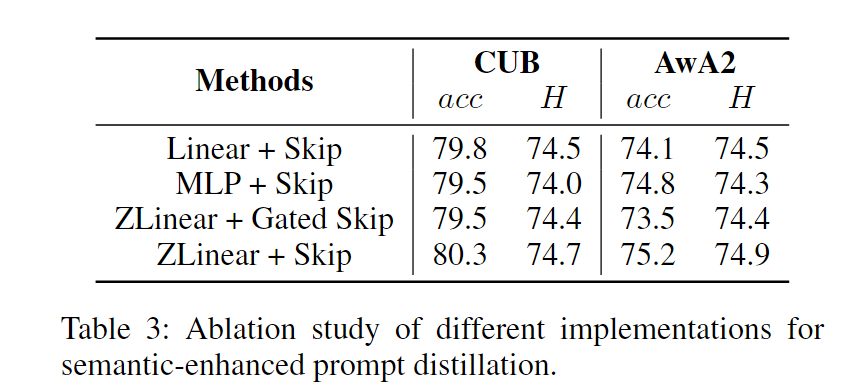 Methods CUB AwA2
acc H acc H
Linear + Skip 79.8 74.5 74.1 74.5
MLP + Skip 79.5 74.0 74.8 74.3
ZLinear + Gated Skip 79.5 74.4 73.5 74.4
ZLinear + Skip 80.3 74.7 75.2 74.9
Table 3: Ablation study of different implementations for
semantic-enhanced prompt distillation.